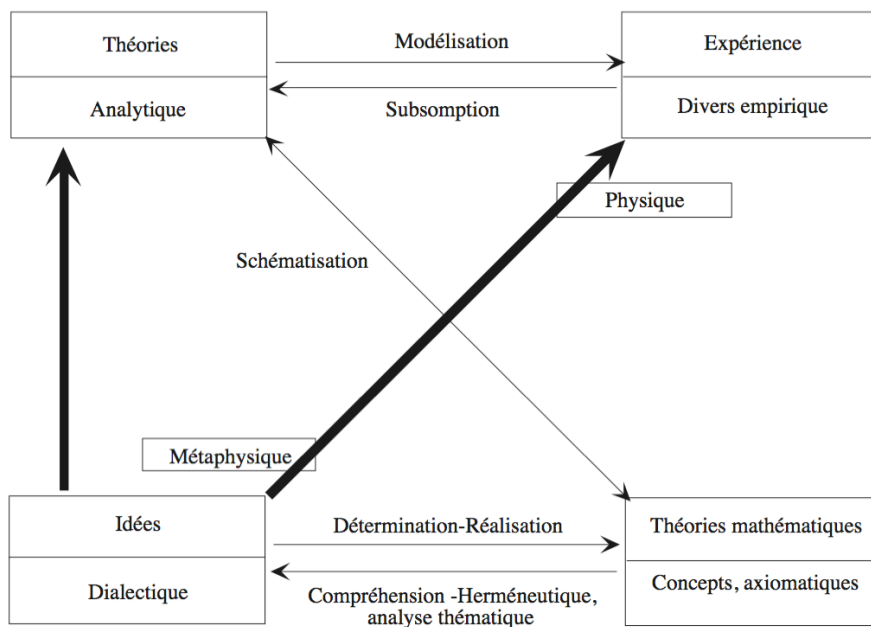 Théories
Modélisation
Expérience
Analytique
Subsomption
Divers empirique
Physique
Schématisation
Métaphysique
Idées
Détermination-Réalisation
Théories mathématiques
Dialectique
Compréhension -Herméneutique,
analyse thématique
Concepts, axiomatiques